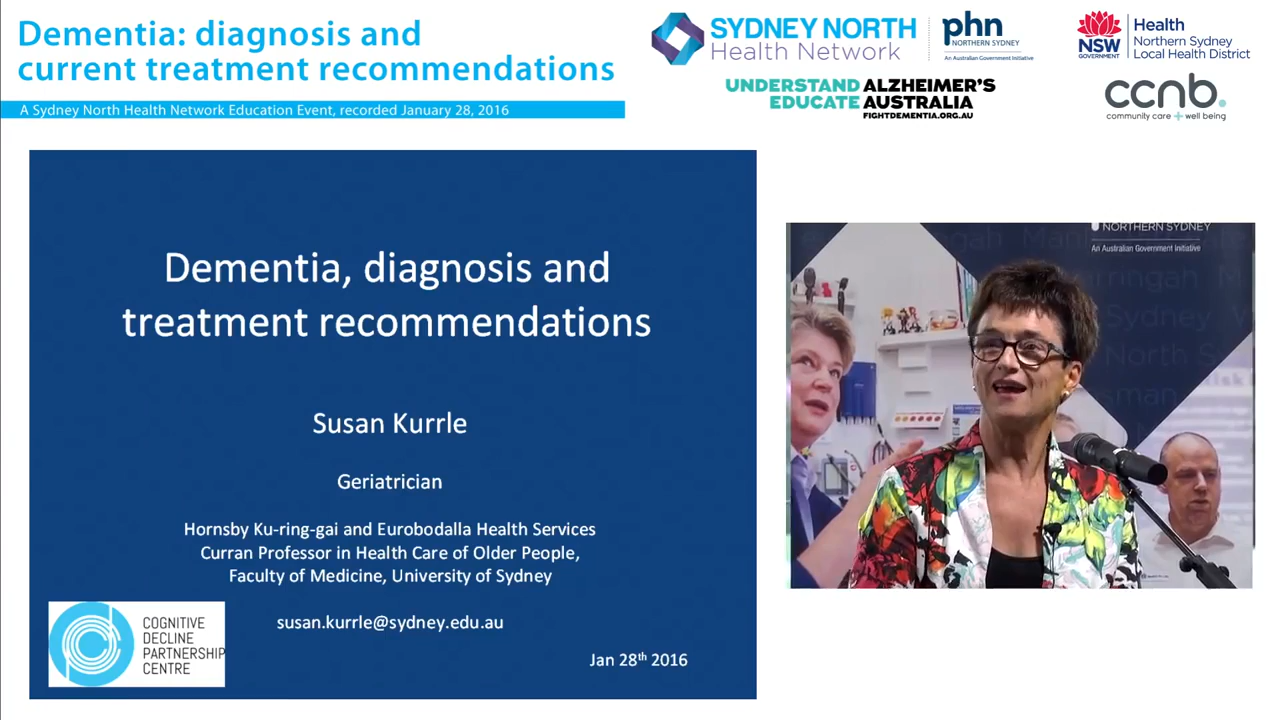 Dementia: diagnosis and
current treatment recommendations
A Sydney North Health Network Education Event, recorded January 28, 2016
SYDNEY NORTH
Health Network
phn
NORTHERN SYDNEY
An Australian Government Initiative
NSW
GOVERNMENT
Health
Northern Sydney
Local Health District
UNDERSTAND ALZHEIMER'S
EDUCATE AUSTRALIA
FIGHTDEMENTIA.ORG.AU
ccnb.
community care + well being
Dementia, diagnosis and
treatment recommendations
Susan Kurrle
Geriatrician
Hornsby Ku-ring-gai and Eurobodalla Health Services
Curran Professor in Health Care of Older People,
Faculty of Medicine, University of Sydney
susan.kurrle@sydney.edu.au
Jan 28th 2016
COGNITIVE
DECLINE
PARTNERSHIP
CENTRE
NORTHERN SYDNEY
An Australian Government Initiative
Sydney
North S